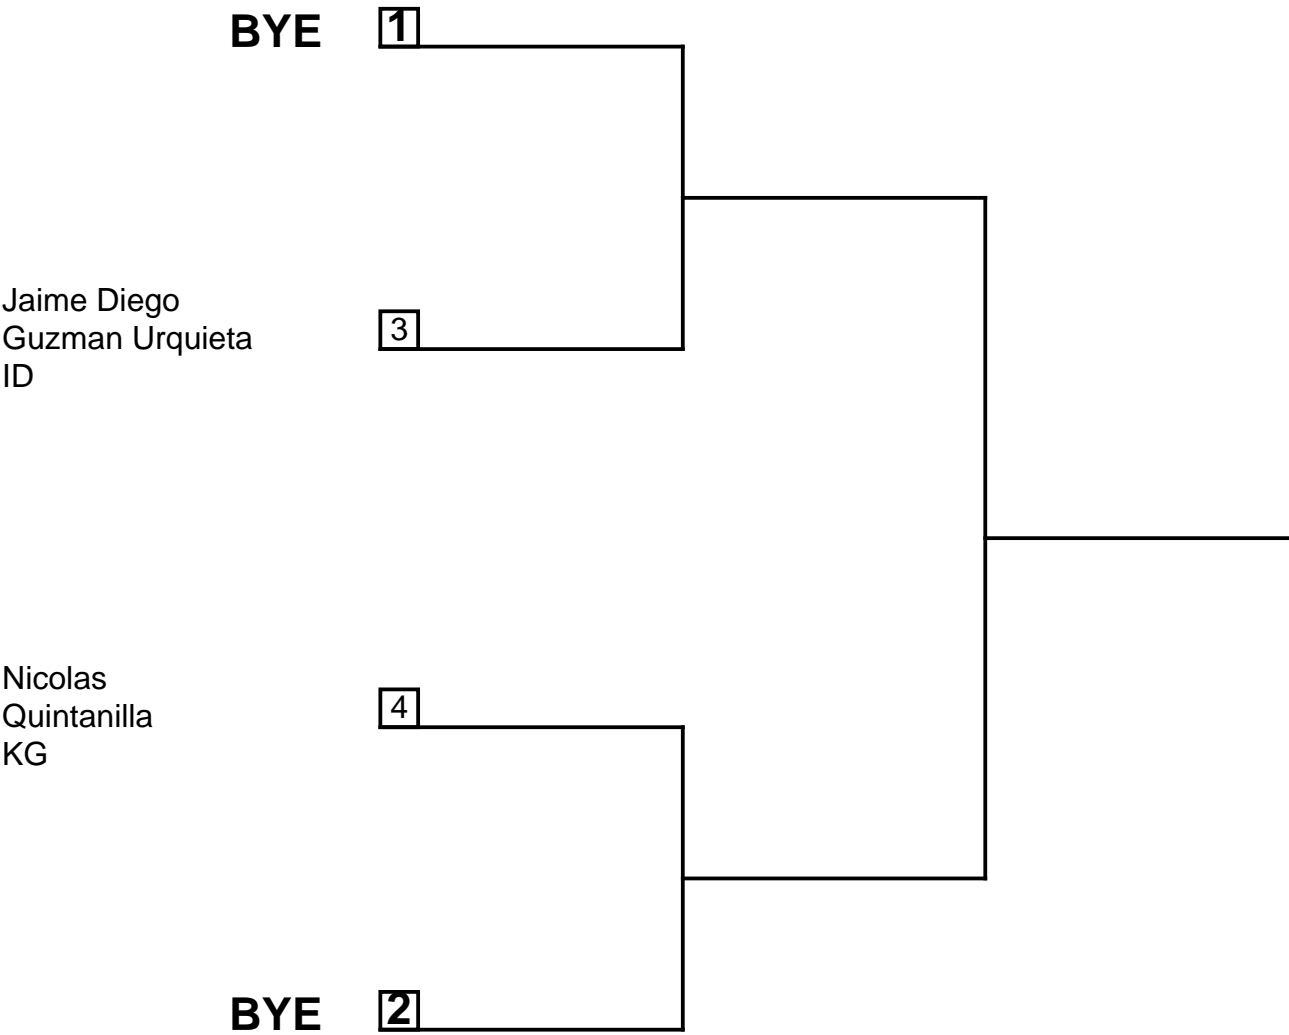 BYE 1
Jaime Diego
Guzman Urquieta
ID
3
Nicolas
Quintanilla
KG
4
BYE 2